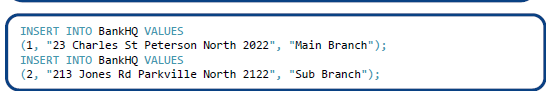 INSERT INTO BankHQ VALUES
(1, "23 Charles St Peterson North 2022", "Main Branch");
INSERT INTO BankHQ VALUES
(2, "213 Jones Rd Parkville North 2122", "Sub Branch");